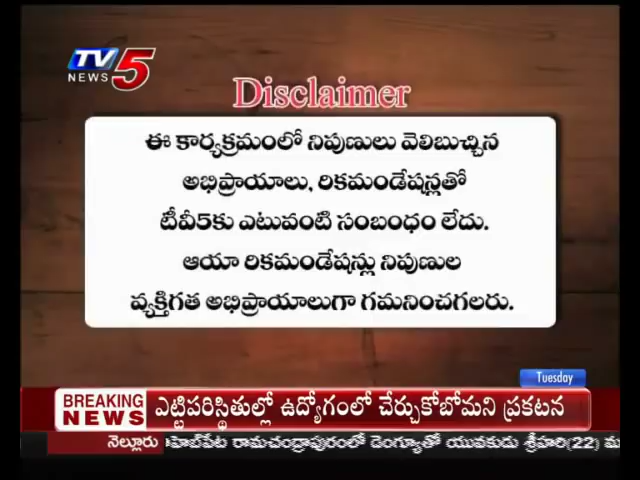 TV5
NEWS
Disclaimer
ఈ కార్యక్రమంలో నిపుణులు వెలిబుచ్చిన
అభిప్రాయాలు, రికమండేషన్లతో
టీవీ5కు ఎటువంటి సంబంధం లేదు.
ఆయా రికమండేషన్లు నిపుణుల
వ్యక్తిగత అభిప్రాయాలుగా గమనించగలరు.
Tuesday
BREAKING NEWS
ఎట్టిపరిస్థితుల్లో ఉద్యోగంలో చేర్చుకోబోమని ప్రకటన
నెల్లూరు
రామచంద్రాపురంలో డెంగ్యూతో యువకుడు శ్రీహరి(22)